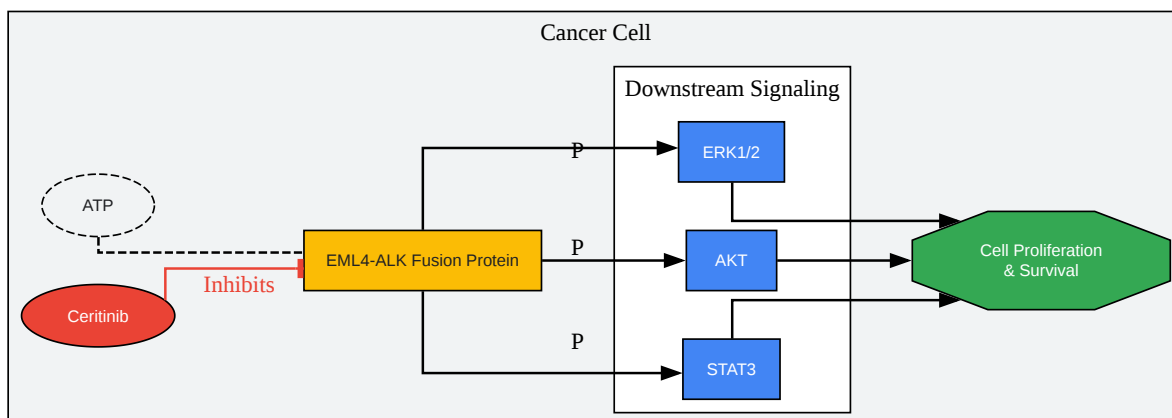 Cancer Cell
Downstream Signaling
P
ERK1/2
ATP
P
EML4-ALK Fusion Protein
AKT
Cell Proliferation
& Survival
Inhibits
Ceritinib
P
STAT3